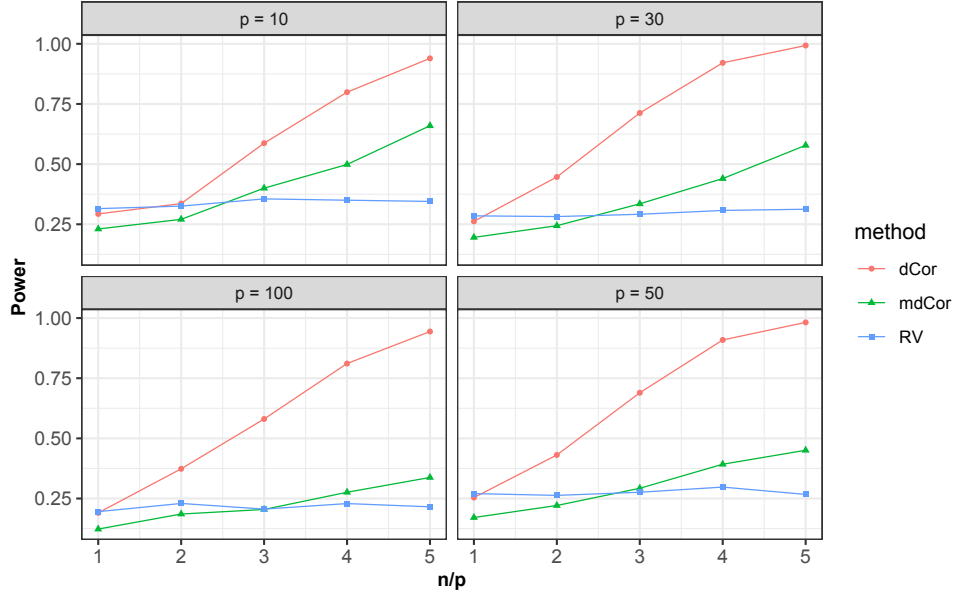 p = 10
p = 30
1.00
0.75
0.50
0.25
p = 100
p = 50
1.00
0.75
0.50
0.25
1 2 3 4 5
1 2 3 4 5
n/p
Power
method
dCor
mdCor
RV